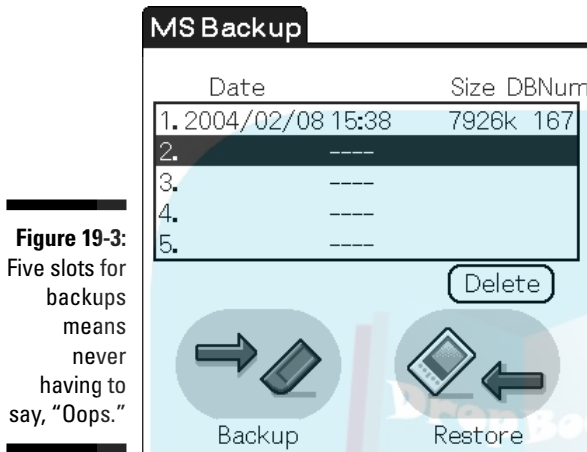 MS Backup
Date Size DBNum
1. 2004/02/08 15:38 7926k 167
2. ----
3. ----
4. ----
5. ----
Delete
Backup Restore
Figure 19-3:
Five slots for
backups
means
never
having to
say, “Oops.”